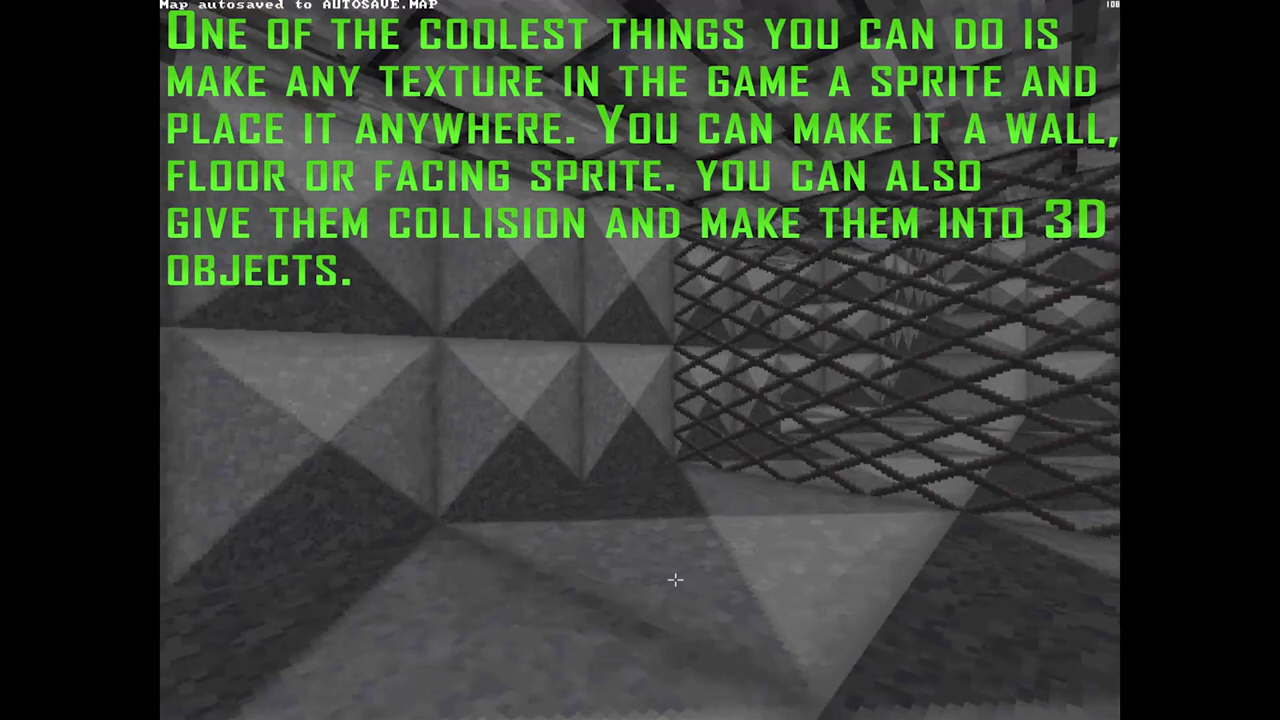 Map autosaved to AUTOSAVE.MAP
108
One of the coolest things you can do is
make any texture in the game a sprite and
place it anywhere. You can make it a wall,
floor or facing sprite. you can also
give them collision and make them into 3D
objects.